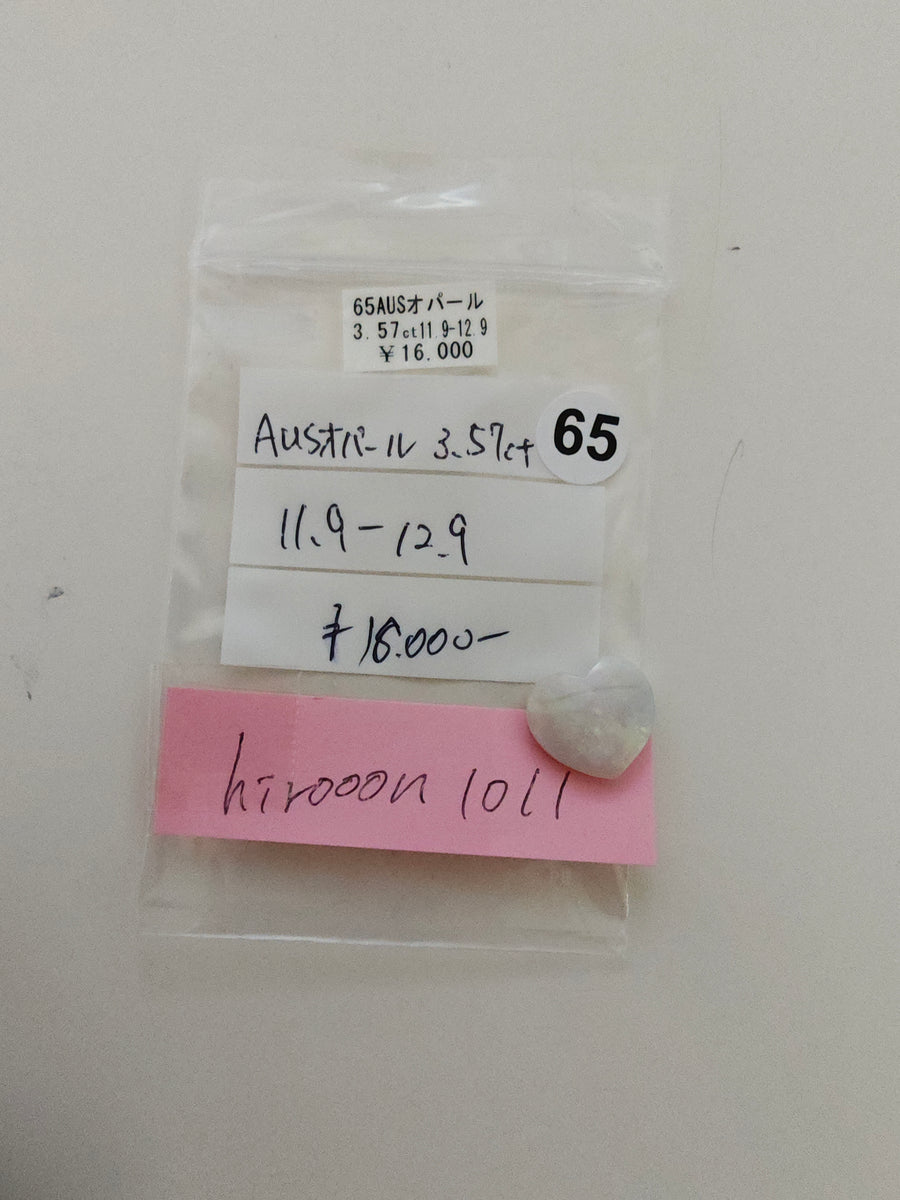 65AUSオパール
3.57ct11.9-12.9
¥16.000
AUSオパール 3.57ct
65
11.9-12.9
¥16.000-
hirooon 1011